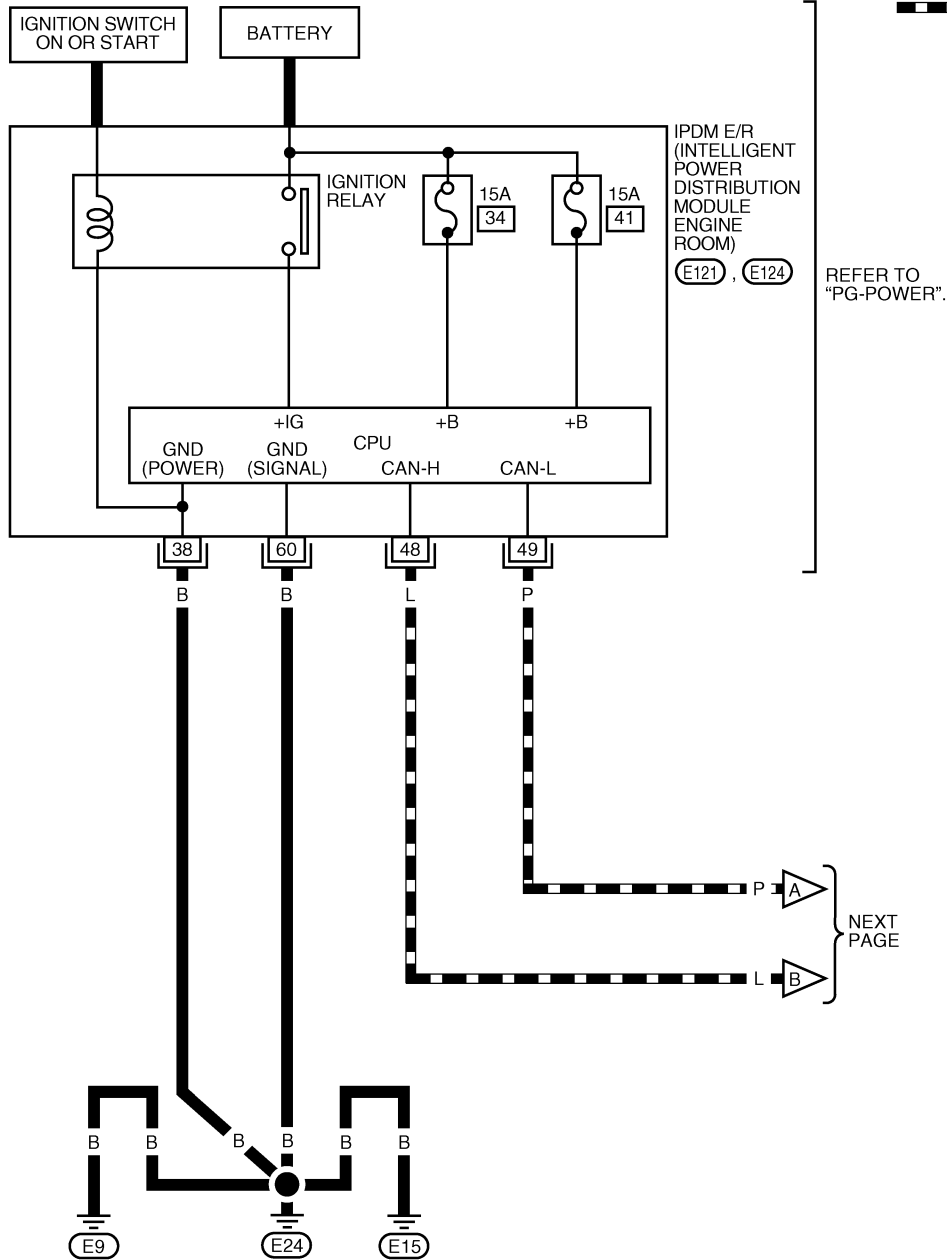 IGNITION SWITCH
ON OR START
BATTERY
IPDM E/R
(INTELLIGENT
POWER
DISTRIBUTION
MODULE
ENGINE
ROOM)
E121 , E124
REFER TO
“PG-POWER”.
IGNITION
RELAY
15A
34
15A
41
+IG
+B
+B
CPU
GND
(POWER)
GND
(SIGNAL)
CAN-H
CAN-L
38
60
48
49
B
B
L
P
P
A
NEXT
PAGE
L
B
B
B
B
B
B
B
E9
E24
E15